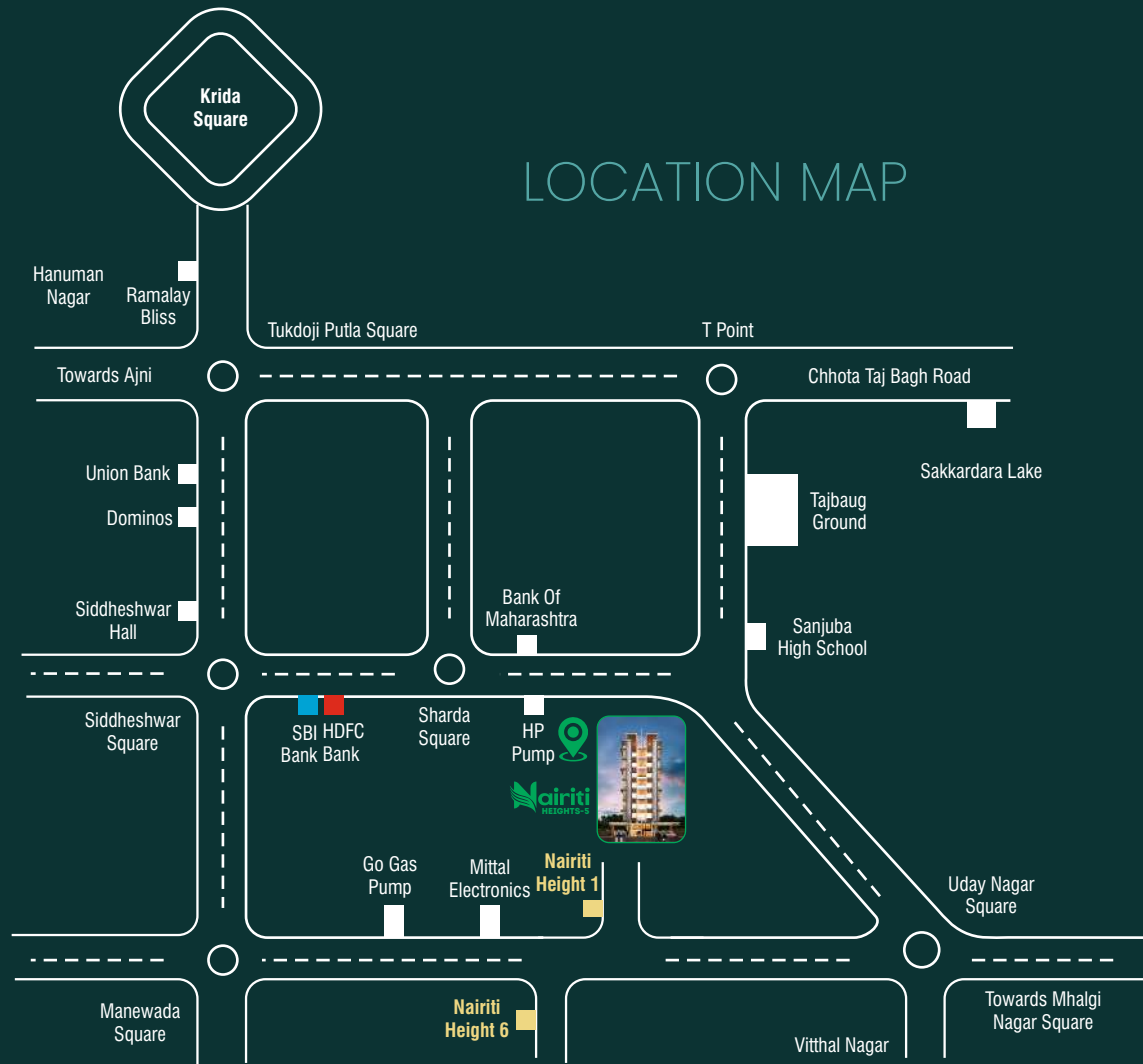 Krida
Square
LOCATION MAP
Hanuman
Nagar
Ramalay
Bliss
Tukdoji Putla Square
T Point
Towards Ajni
Chhota Taj Bagh Road
Sakkardara Lake
Union Bank
Dominos
Tajbaug
Ground
Siddheshwar
Hall
Bank Of
Maharashtra
Sanjuba
High School
Siddheshwar
Square
SBI
Bank
HDFC
Bank
Sharda
Square
HP
Pump
Nairiti
HEIGHTS-5
Go Gas
Pump
Mittal
Electronics
Nairiti
Height 1
Uday Nagar
Square
Manewada
Square
Nairiti
Height 6
Vitthal Nagar
Towards Mhalgi
Nagar Square